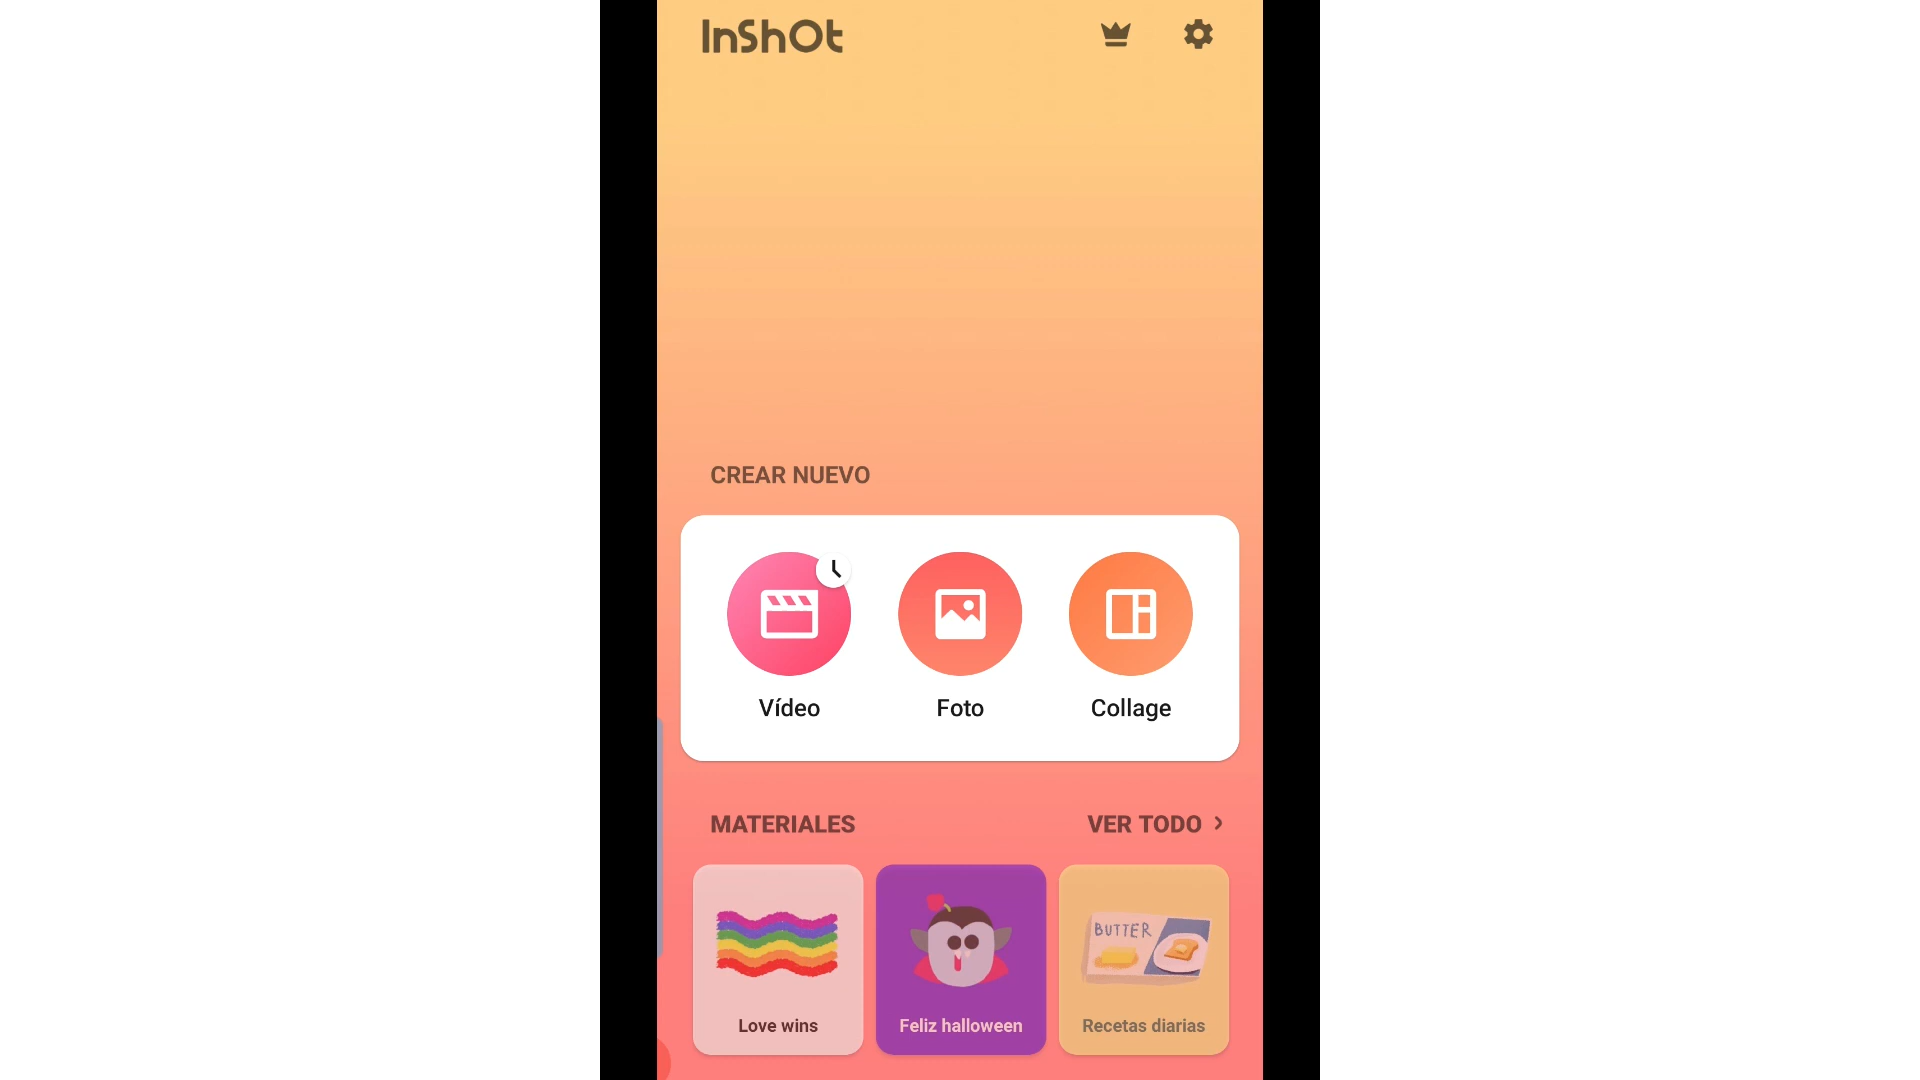 InShOt
CREAR NUEVO
Vídeo
Foto
Collage
MATERIALES
VER TODO
BUTTER
Love wins
Feliz halloween
Recetas diarias